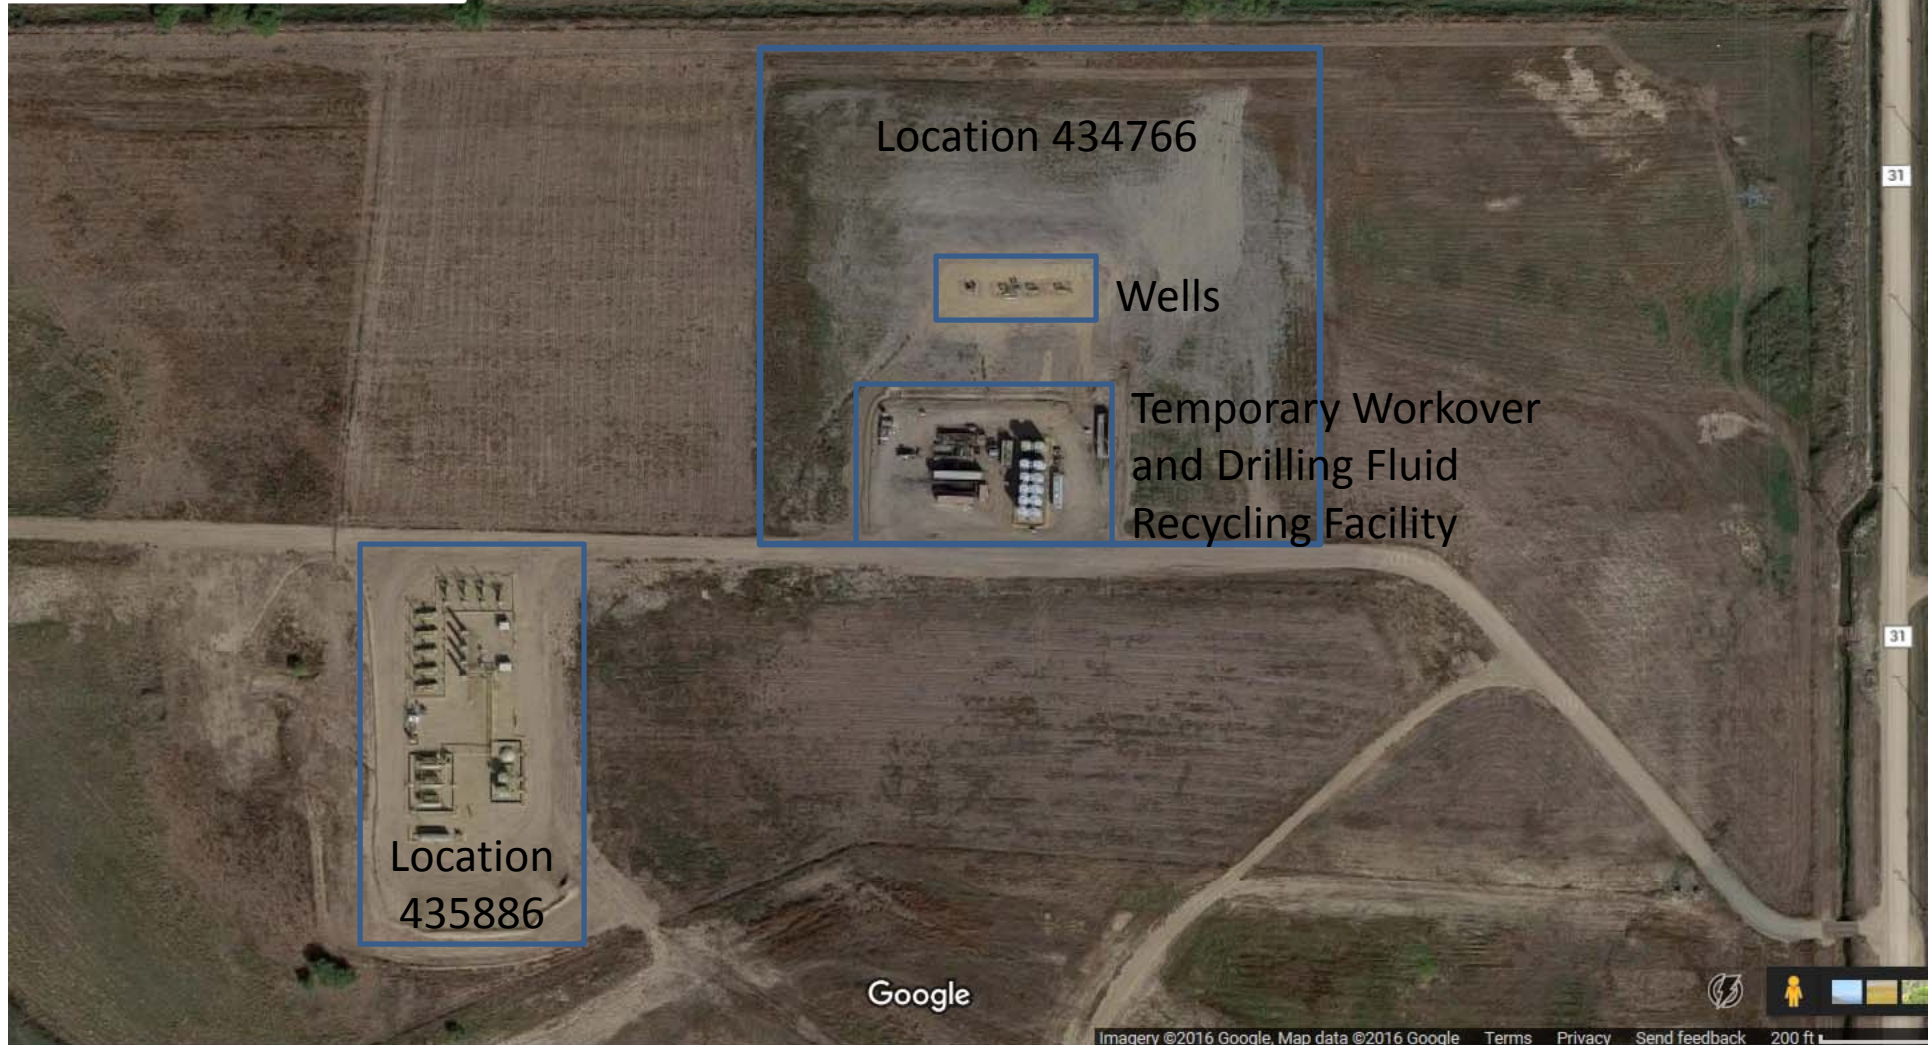 Location 434766
31
Wells
Temporary Workover
and Drilling Fluid
Recycling Facility
31
Location
435886
Google
Imagery ©2016 Google, Map data ©2016 Google Terms Privacy Send feedback 200 ft